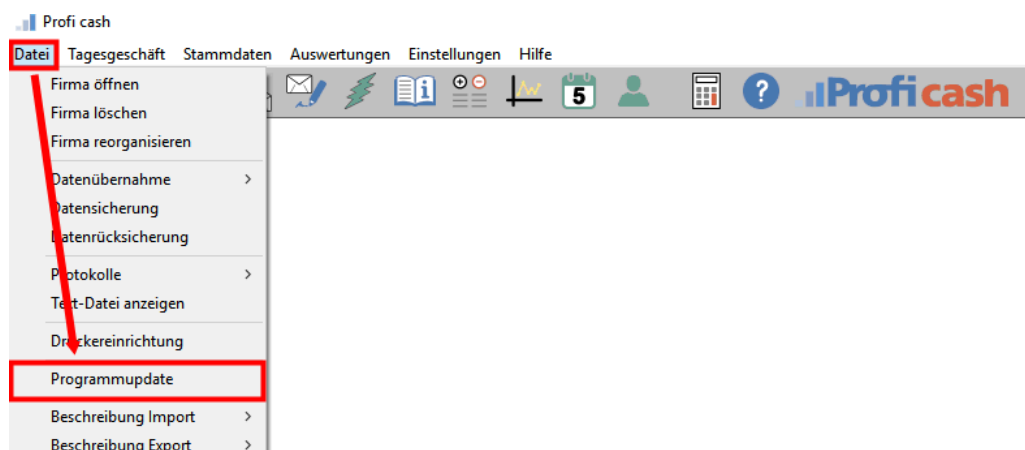 Profi cash
Datei Tagesgeschäft Stammdaten Auswertungen Einstellungen Hilfe
5 ? Profi cash
Firma öffnen
Firma löschen
Firma reorganisieren
Datenübernahme >
Datensicherung
Datenrücksicherung
Protokolle >
Text-Datei anzeigen
Druckereinrichtung
Programmupdate
Beschreibung Import >
Beschreibung Export >